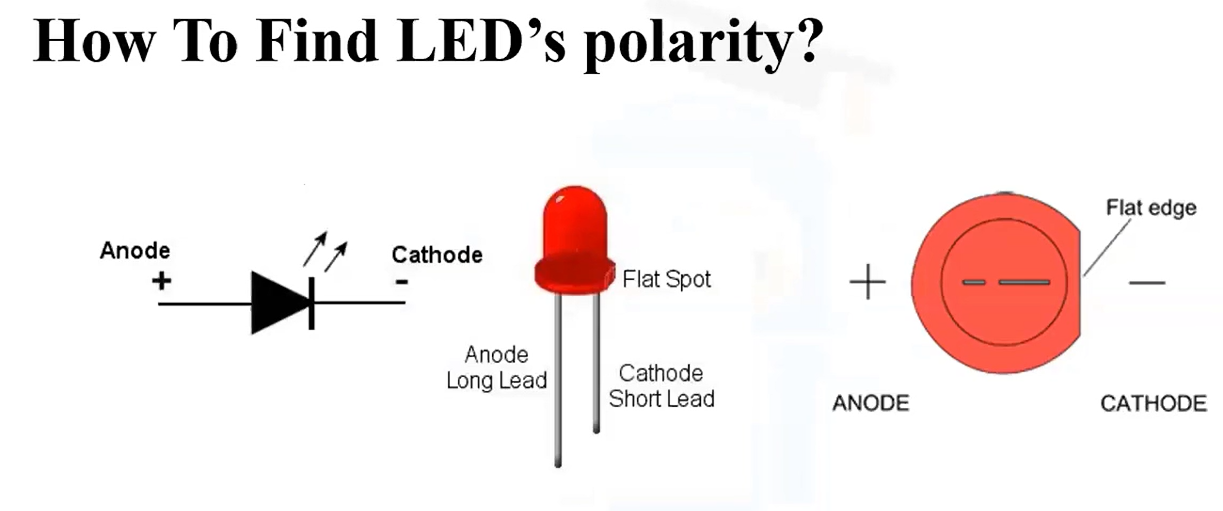 How To Find LED’s polarity?
Anode
+
Cathode
-
Flat Spot
Anode
Long Lead
Cathode
Short Lead
Flat edge
+
−
ANODE
CATHODE